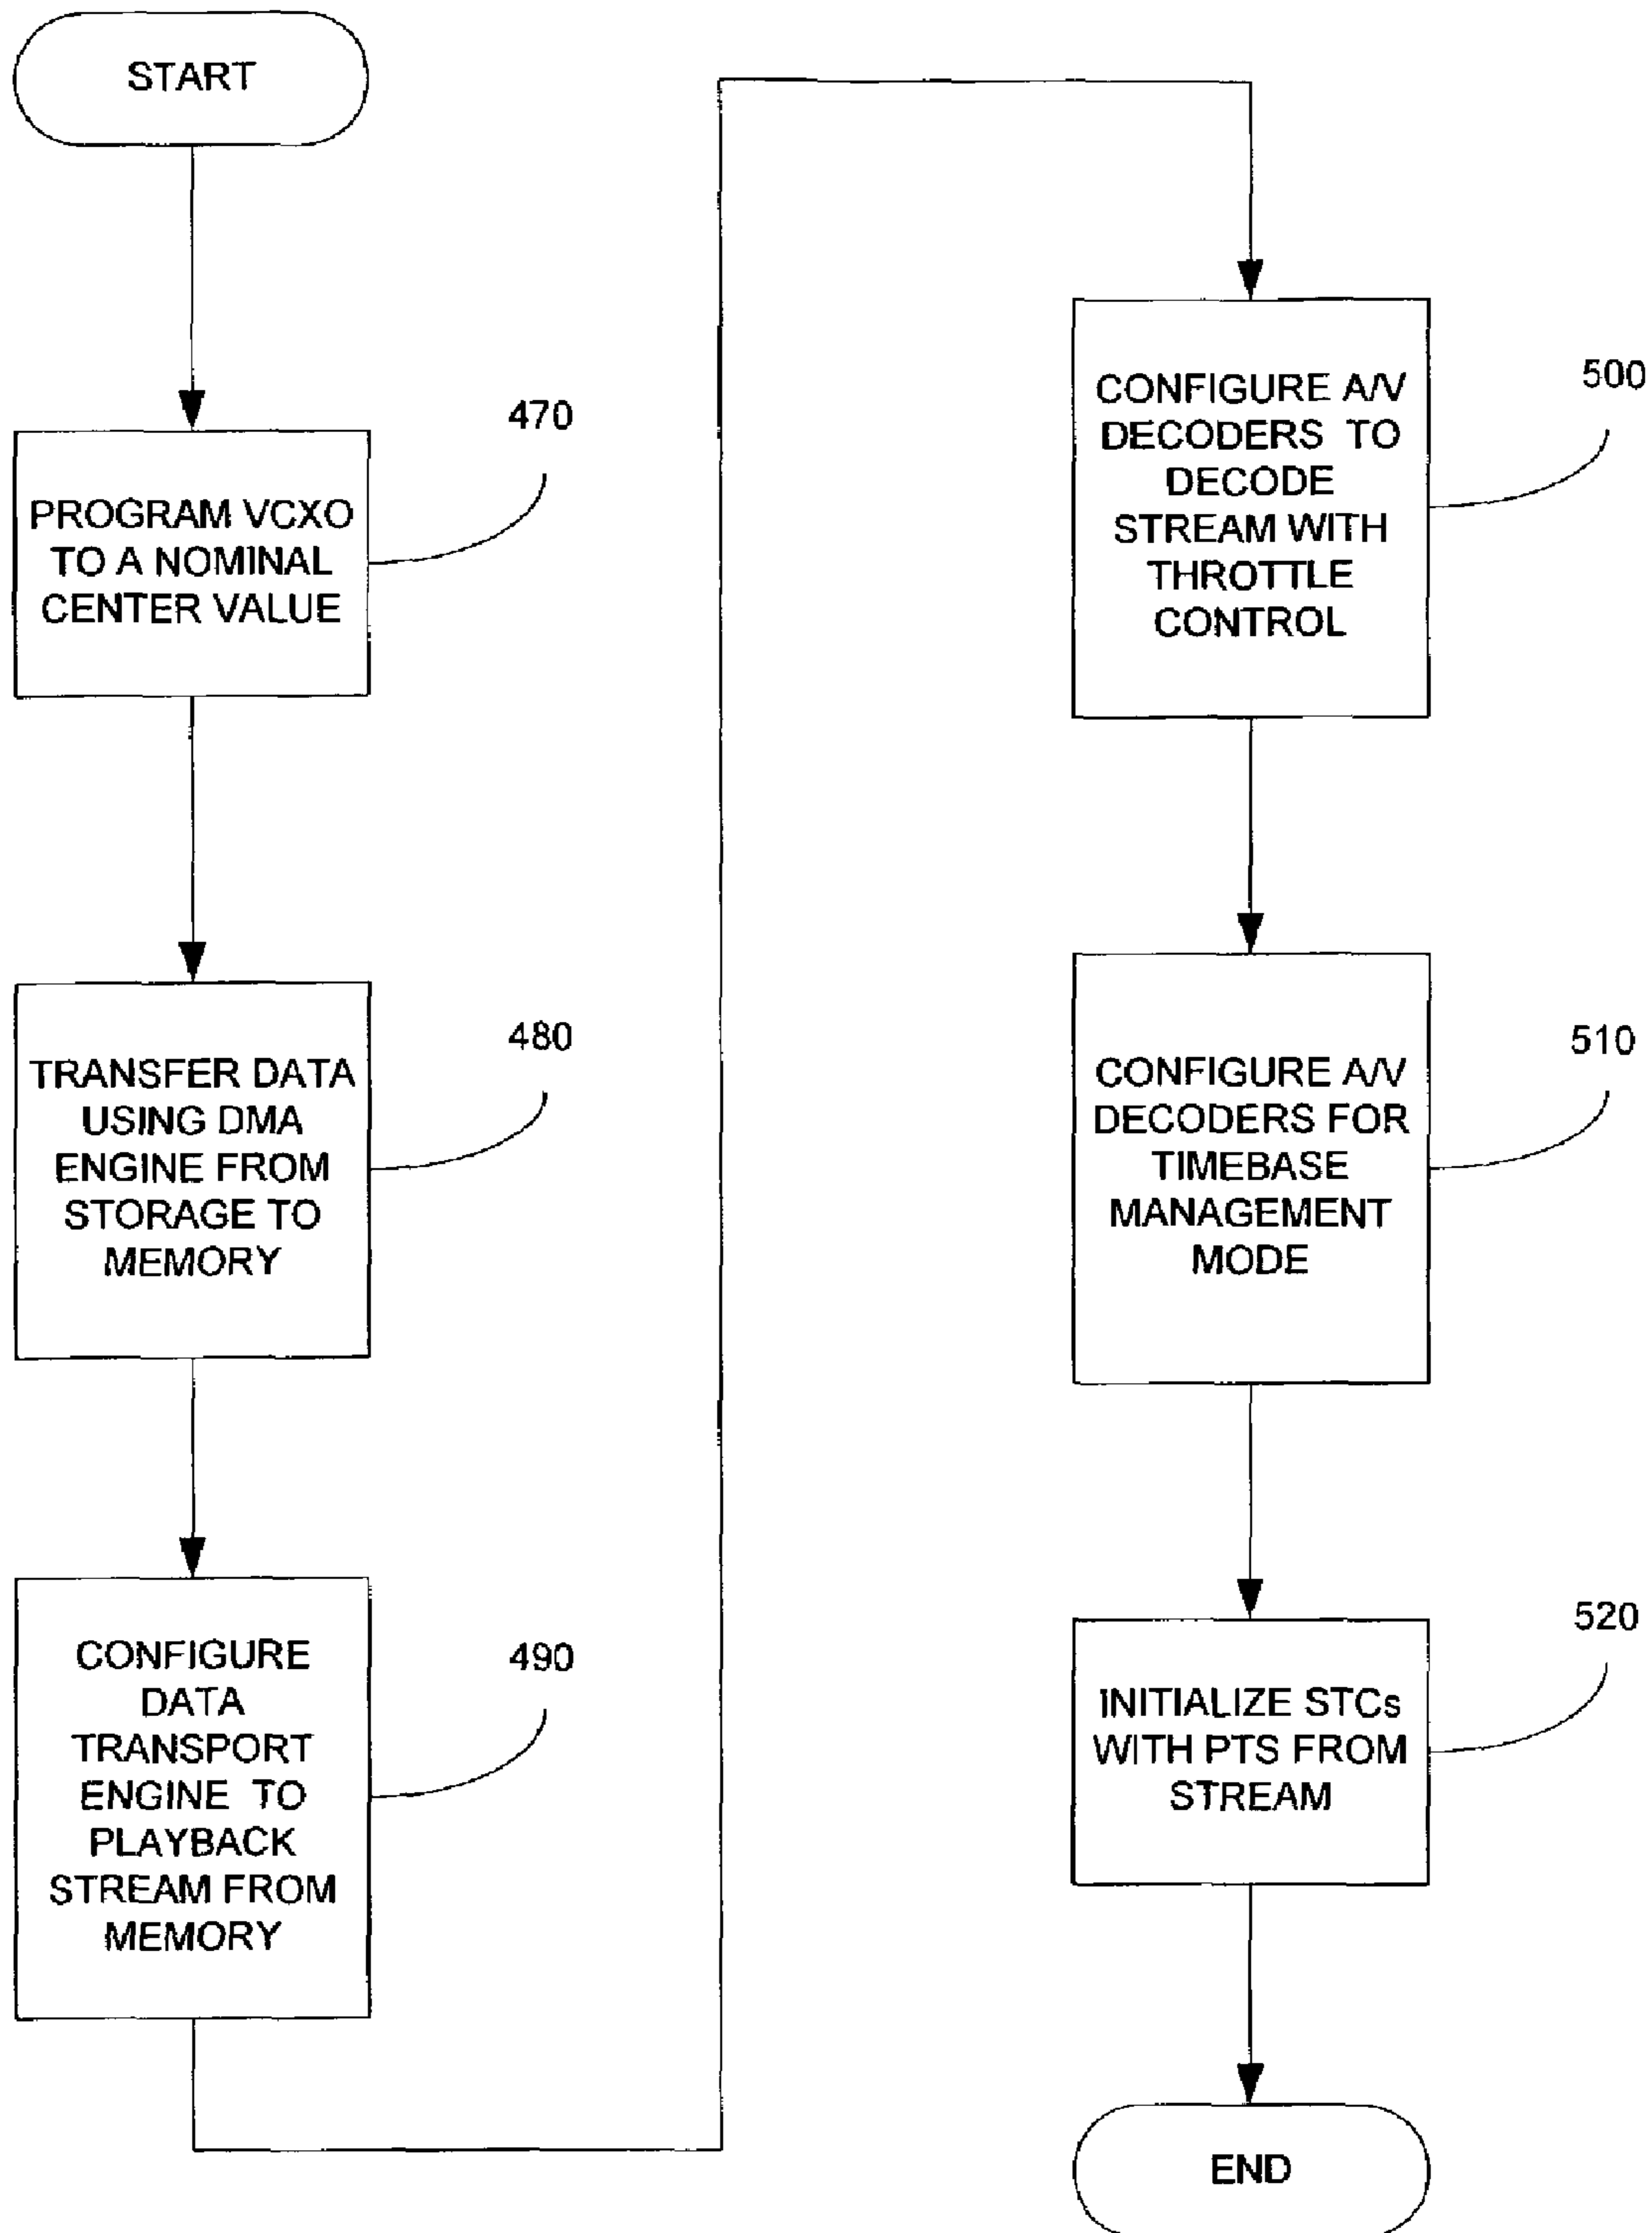 START
470
PROGRAM VCXO
TO A NOMINAL
CENTER VALUE
480
TRANSFER DATA
USING DMA
ENGINE FROM
STORAGE TO
MEMORY
490
CONFIGURE
DATA
TRANSPORT
ENGINE TO
PLAYBACK
STREAM FROM
MEMORY
500
CONFIGURE A/V
DECODERS TO
DECODE
STREAM WITH
THROTTLE
CONTROL
510
CONFIGURE A/V
DECODERS FOR
TIMEBASE
MANAGEMENT
MODE
520
INITIALIZE STCs
WITH PTS FROM
STREAM
END